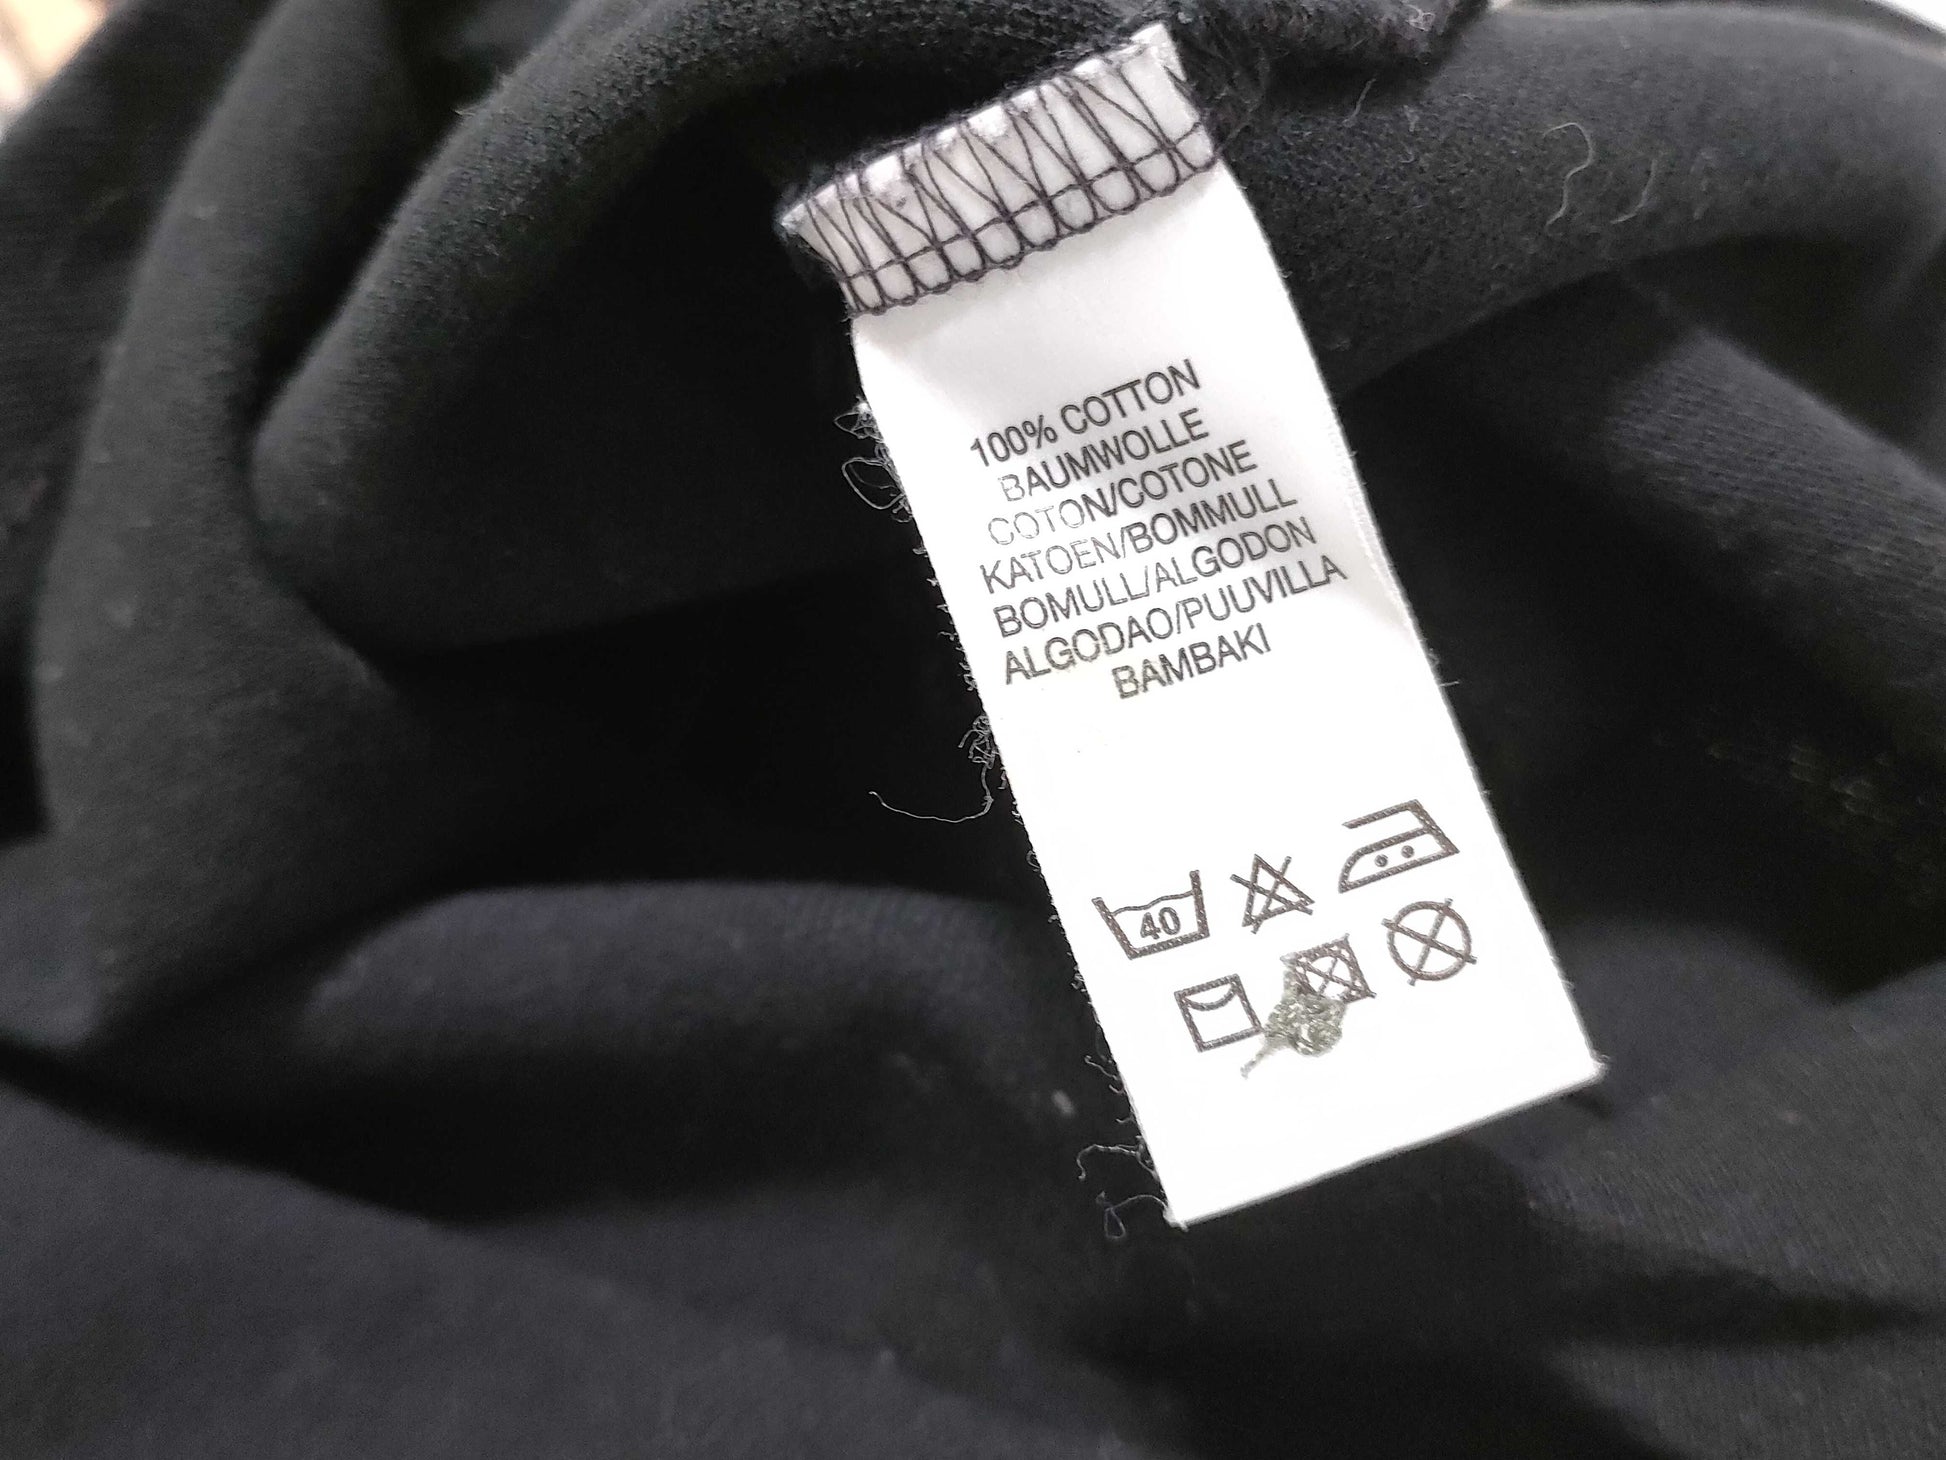 100% COTTON
BAUMWOLLE
COTON/COTONE
KATOEN/BOMMULL
BOMULL/ALGODON
ALGODAO/PUUVILLA
BAMBAKI
40